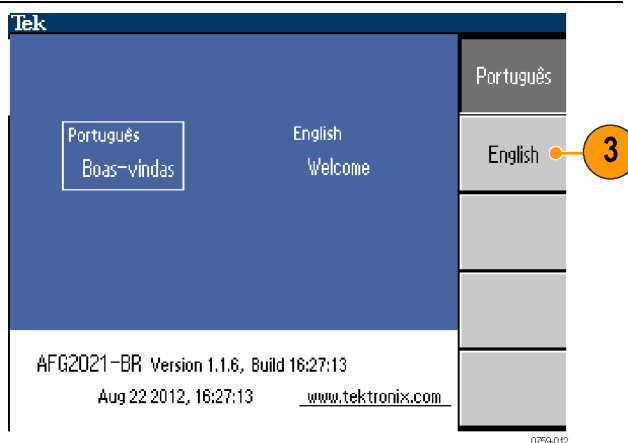 Tek
Português
Boas-vindas
English
Welcome
Português
English
3
AFG2021-BR Version 1.1.6, Build 16:27:13
Aug 22 2012, 16:27:13 www.tektronix.com
0759-012